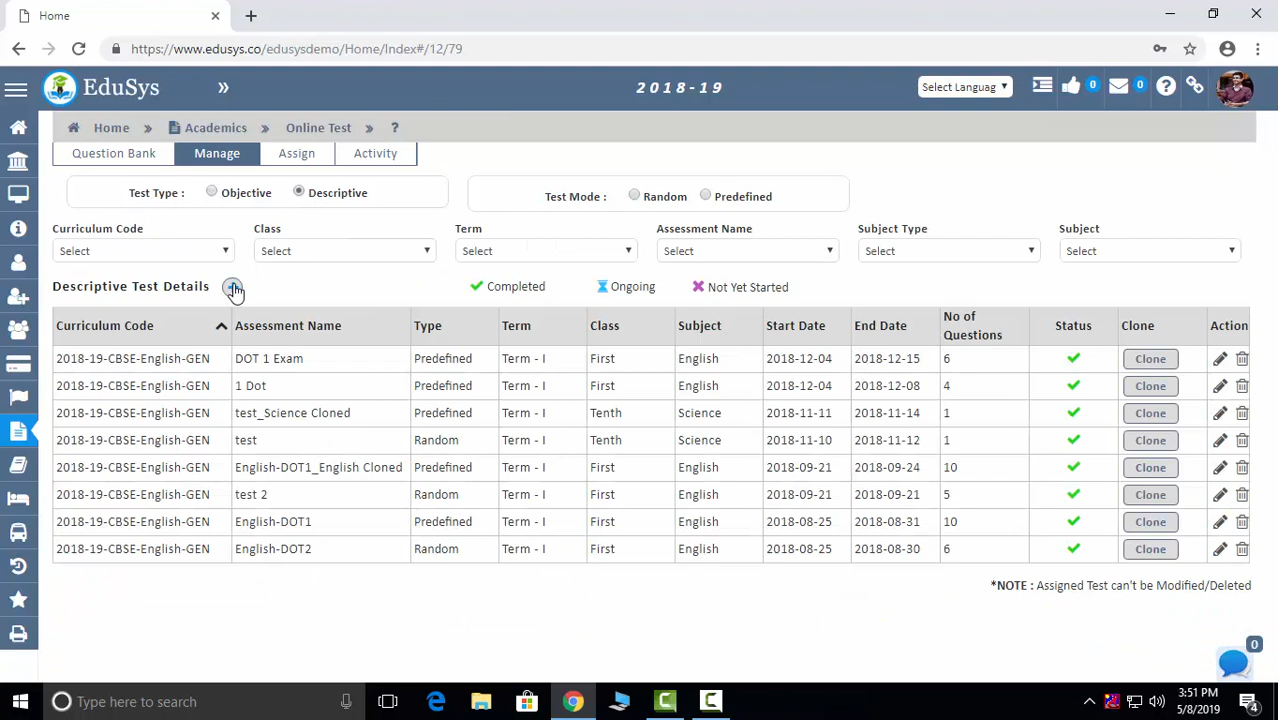 Home
https://www.edusys.co/edusysdemo/Home/Index#/12/79
EduSys » 2018-19 Select Languag 0 0
Home » Academics » Online Test » ?
Question Bank Manage Assign Activity
Test Type : Objective Descriptive Test Mode : Random Predefined
Curriculum Code Class Term Assessment Name Subject Type Subject
Select Select Select Select Select Select
Descriptive Test Details Completed Ongoing Not Yet Started
Curriculum Code Assessment Name Type Term Class Subject Start Date End Date No of Questions Status Clone Action
2018-19-CBSE-English-GEN DOT 1 Exam Predefined Term - I First English 2018-12-04 2018-12-15 6 Clone
2018-19-CBSE-English-GEN 1 Dot Predefined Term - I First English 2018-12-04 2018-12-08 4 Clone
2018-19-CBSE-English-GEN test_Science Cloned Predefined Term - I Tenth Science 2018-11-11 2018-11-14 1 Clone
2018-19-CBSE-English-GEN test Random Term - I Tenth Science 2018-11-10 2018-11-12 1 Clone
2018-19-CBSE-English-GEN English-DOT1_English Cloned Predefined Term - I First English 2018-09-21 2018-09-24 10 Clone
2018-19-CBSE-English-GEN test 2 Random Term - I First English 2018-09-21 2018-09-21 5 Clone
2018-19-CBSE-English-GEN English-DOT1 Predefined Term - I First English 2018-08-25 2018-08-31 10 Clone
2018-19-CBSE-English-GEN English-DOT2 Random Term - I First English 2018-08-25 2018-08-30 6 Clone
*NOTE : Assigned Test can't be Modified/Deleted
0
Type here to search 3:51 PM
5/8/2019 4